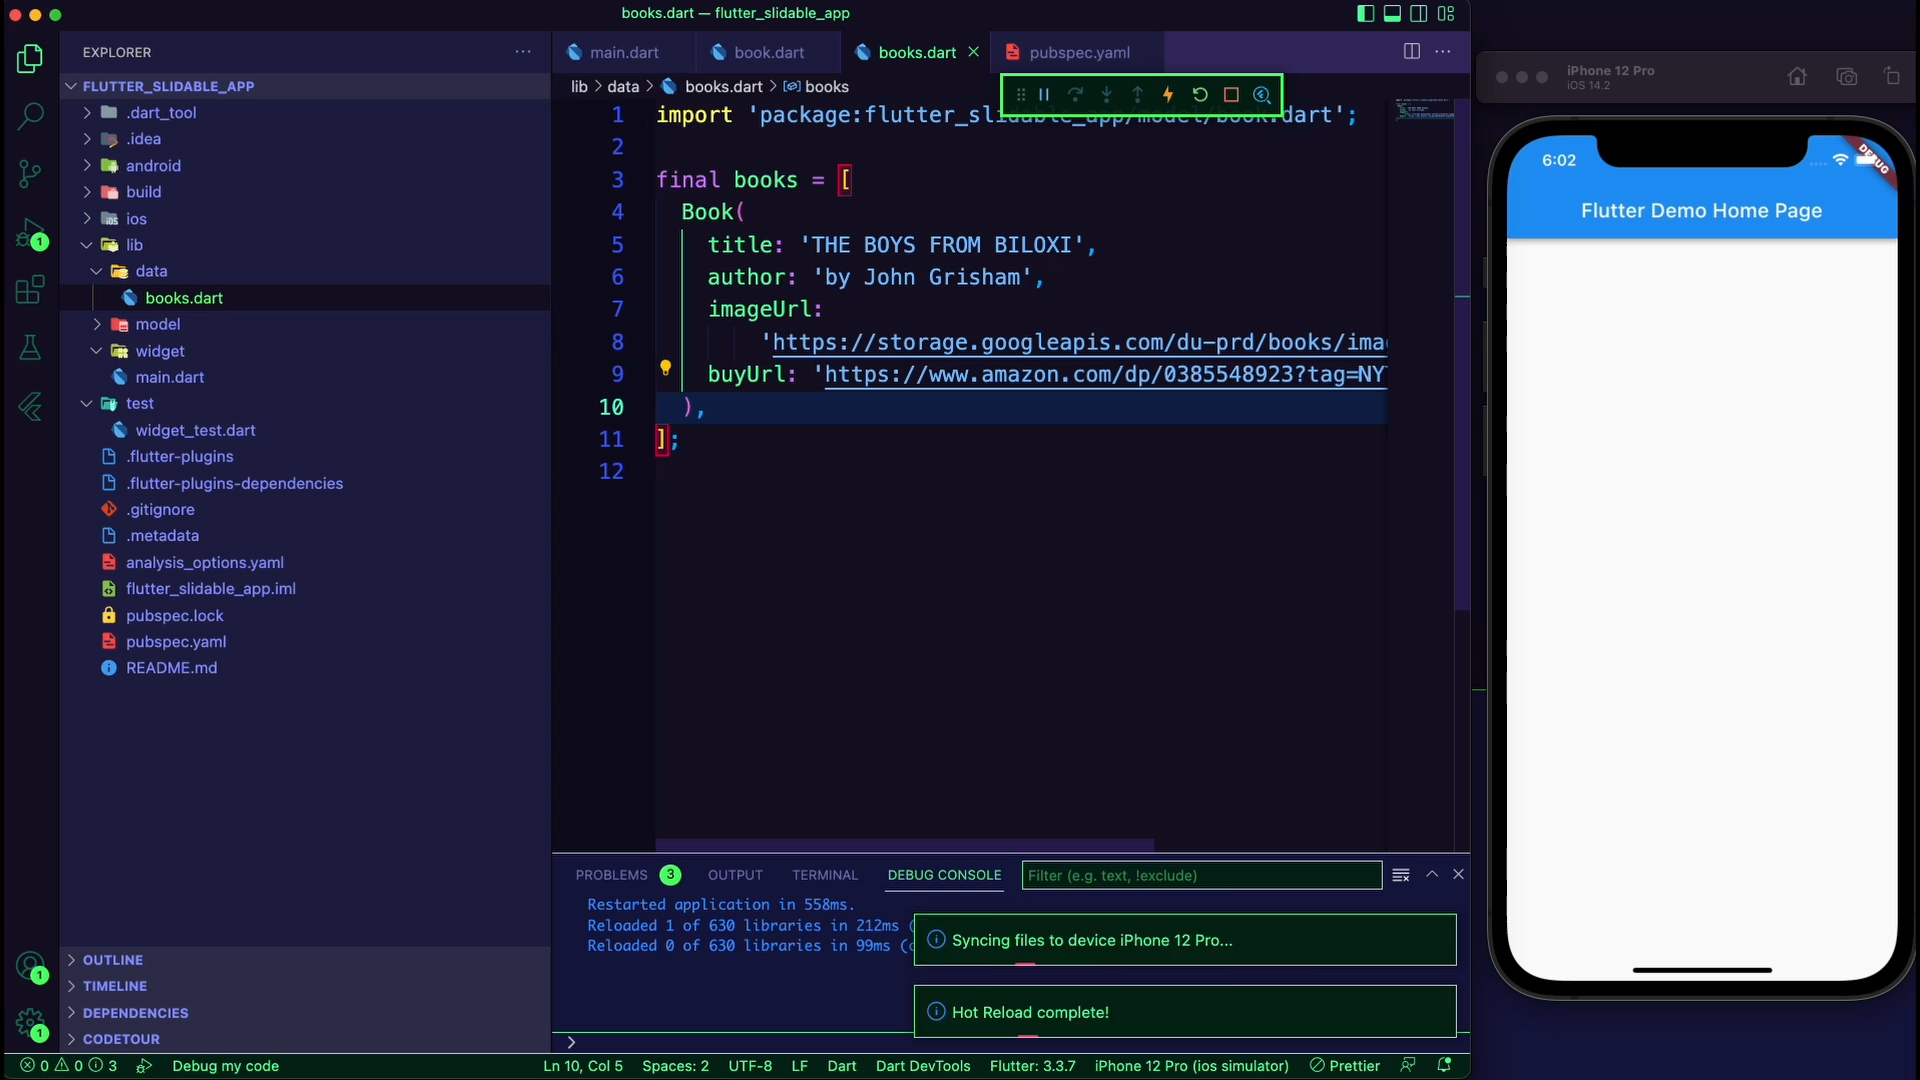 books.dart — flutter_slidable_app
EXPLORER
FLUTTER_SLIDABLE_APP
.dart_tool
.idea
android
build
ios
lib
data
books.dart
model
widget
main.dart
test
widget_test.dart
.flutter-plugins
.flutter-plugins-dependencies
.gitignore
.metadata
analysis_options.yaml
flutter_slidable_app.iml
pubspec.lock
pubspec.yaml
README.md
OUTLINE
TIMELINE
DEPENDENCIES
CODETOUR
1
1
1
main.dart
book.dart
books.dart
pubspec.yaml
lib > data > books.dart > books
1 import 'package:flutter_slidable_app/model/book.dart';
2
3 final books = [
4 Book(
5 title: 'THE BOYS FROM BILOXI',
6 author: 'by John Grisham',
7 imageUrl:
8 'https://storage.googleapis.com/du-prd/books/ima
9 buyUrl: 'https://www.amazon.com/dp/0385548923?tag=NY
10 ),
11 ];
12
PROBLEMS 3 OUTPUT TERMINAL DEBUG CONSOLE Filter (e.g. text, !exclude)
Restarted application in 558ms.
Reloaded 1 of 630 libraries in 212ms (
Reloaded 0 of 630 libraries in 99ms (
Syncing files to device iPhone 12 Pro...
Hot Reload complete!
0 0 3 Debug my code Ln 10, Col 5 Spaces: 2 UTF-8 LF Dart Dart DevTools Flutter: 3.3.7 iPhone 12 Pro (ios simulator) Prettier
iPhone 12 Pro
iOS 14.2
6:02
DEBUG
Flutter Demo Home Page